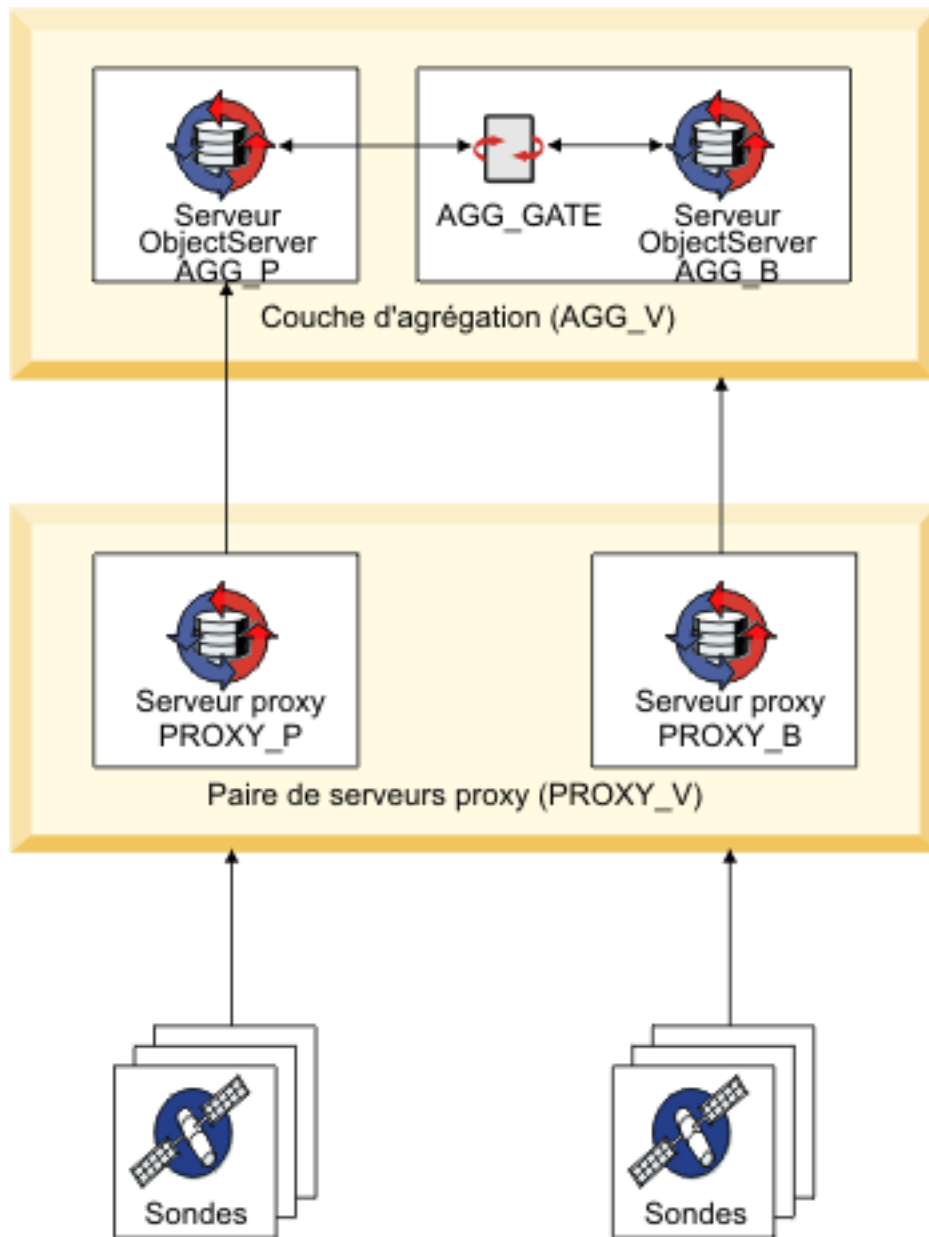 Serveur
ObjectServer
AGG_P
AGG_GATE
Serveur
ObjectServer
AGG_B
Couche d'agrégation (AGG_V)
Serveur proxy
PROXY_P
Serveur proxy
PROXY_B
Paire de serveurs proxy (PROXY_V)
Sondes
Sondes